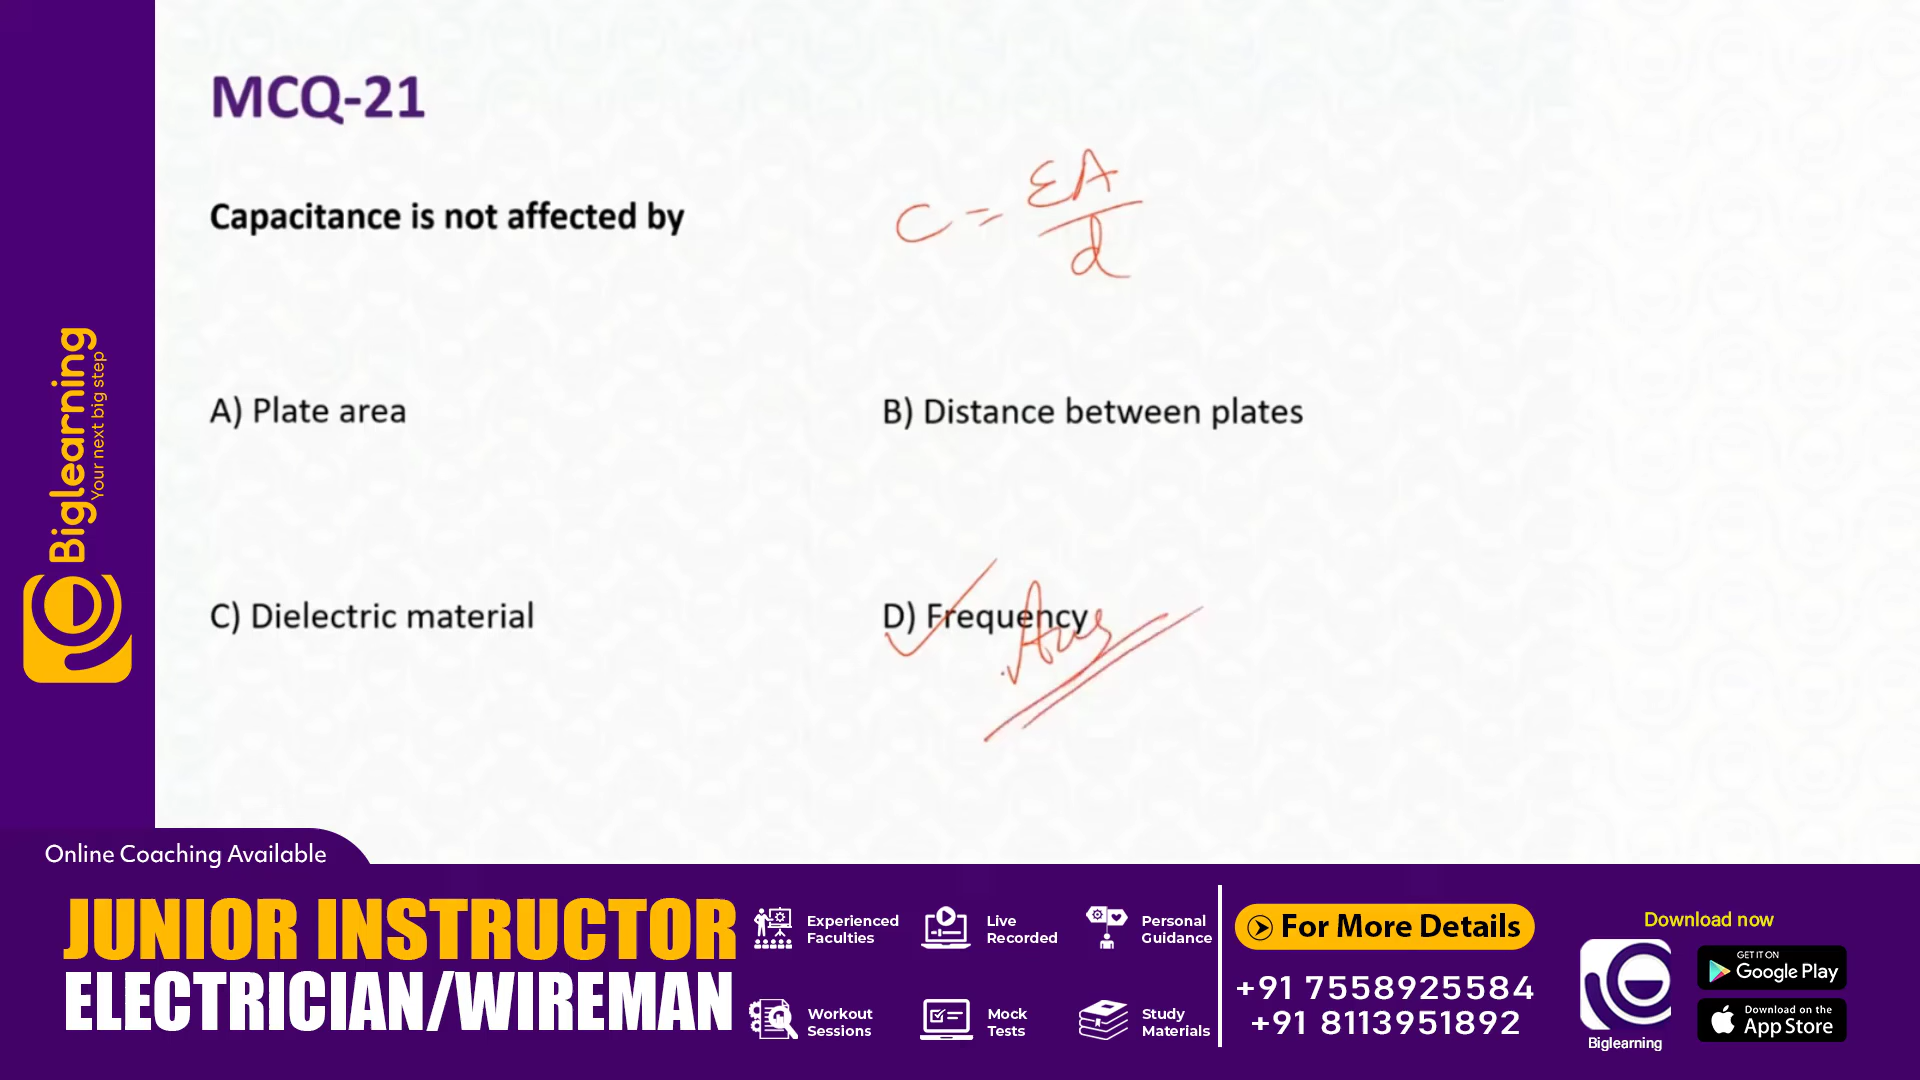 MCQ-21
Capacitance is not affected by
C = εA/d
A) Plate area
B) Distance between plates
C) Dielectric material
D) Frequency
Ans
Biglearning
Your next big step
Online Coaching Available
JUNIOR INSTRUCTOR
ELECTRICIAN/WIREMAN
Experienced
Faculties
Live
Recorded
Personal
Guidance
Workout
Sessions
Mock
Tests
Study
Materials
For More Details
+91 7558925584
+91 8113951892
Download now
Biglearning
GET IT ON
Google Play
Download on the
App Store